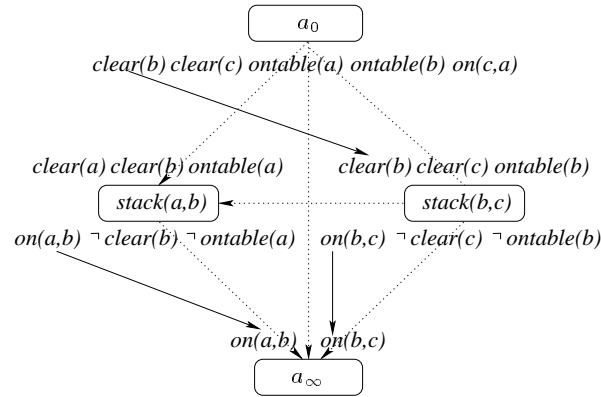 a₀
clear(b) clear(c) ontable(a) ontable(b) on(c,a)
clear(a) clear(b) ontable(a) clear(b) clear(c) ontable(b)
stack(a,b) stack(b,c)
on(a,b) ¬clear(b) ¬ontable(a) on(b,c) ¬clear(c) ¬ontable(b)
on(a,b) on(b,c)
a∞